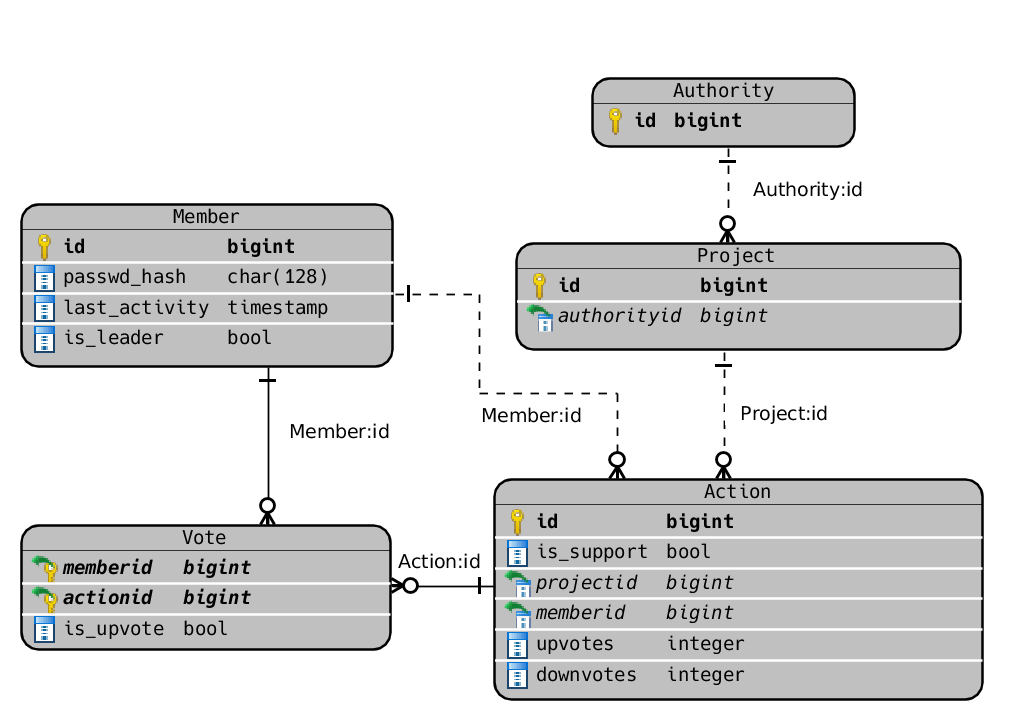 Authority
id bigint
Authority:id
Member
id bigint
passwd_hash char(128)
last_activity timestamp
is_leader bool
Project
id bigint
authorityid bigint
Member:id
Member:id
Project:id
Vote
memberid bigint
actionid bigint
is_upvote bool
Action:id
Action
id bigint
is_support bool
projectid bigint
memberid bigint
upvotes integer
downvotes integer